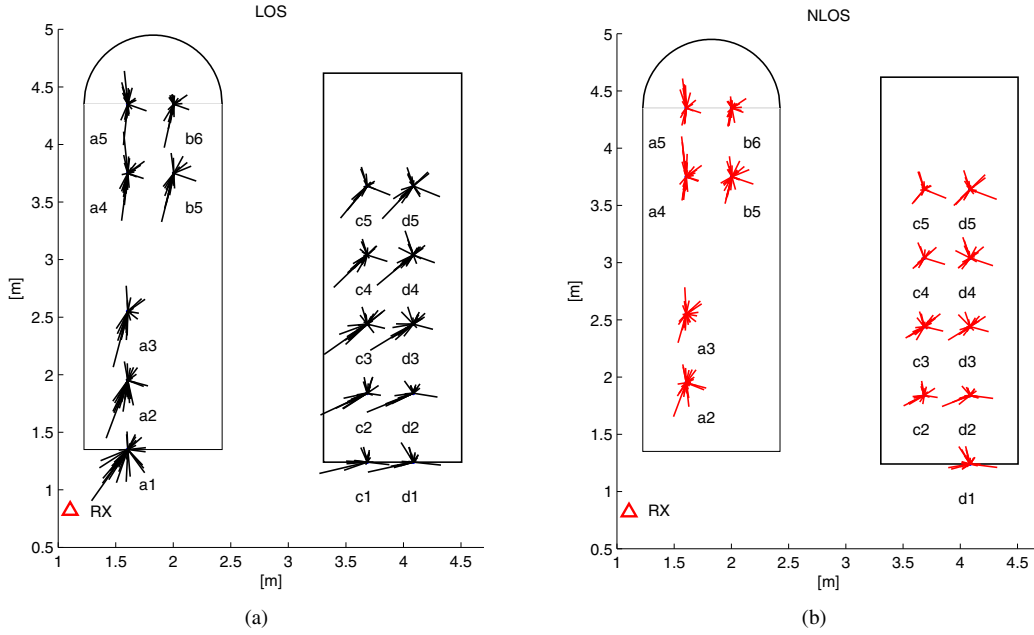 LOS
5
4.5
4
3.5
3
2.5
2
1.5
1
0.5
[m]
a5 b6
a4 b5
c5 d5
c4 d4
a3
c3 d3
a2
c2 d2
a1
c1 d1
RX
1 1.5 2 2.5 3 3.5 4 4.5
[m]
(a)
NLOS
5
4.5
4
3.5
3
2.5
2
1.5
1
0.5
[m]
a5 b6
a4 b5
c5 d5
c4 d4
a3
c3 d3
a2
c2 d2
d1
RX
1 1.5 2 2.5 3 3.5 4 4.5
[m]
(b)